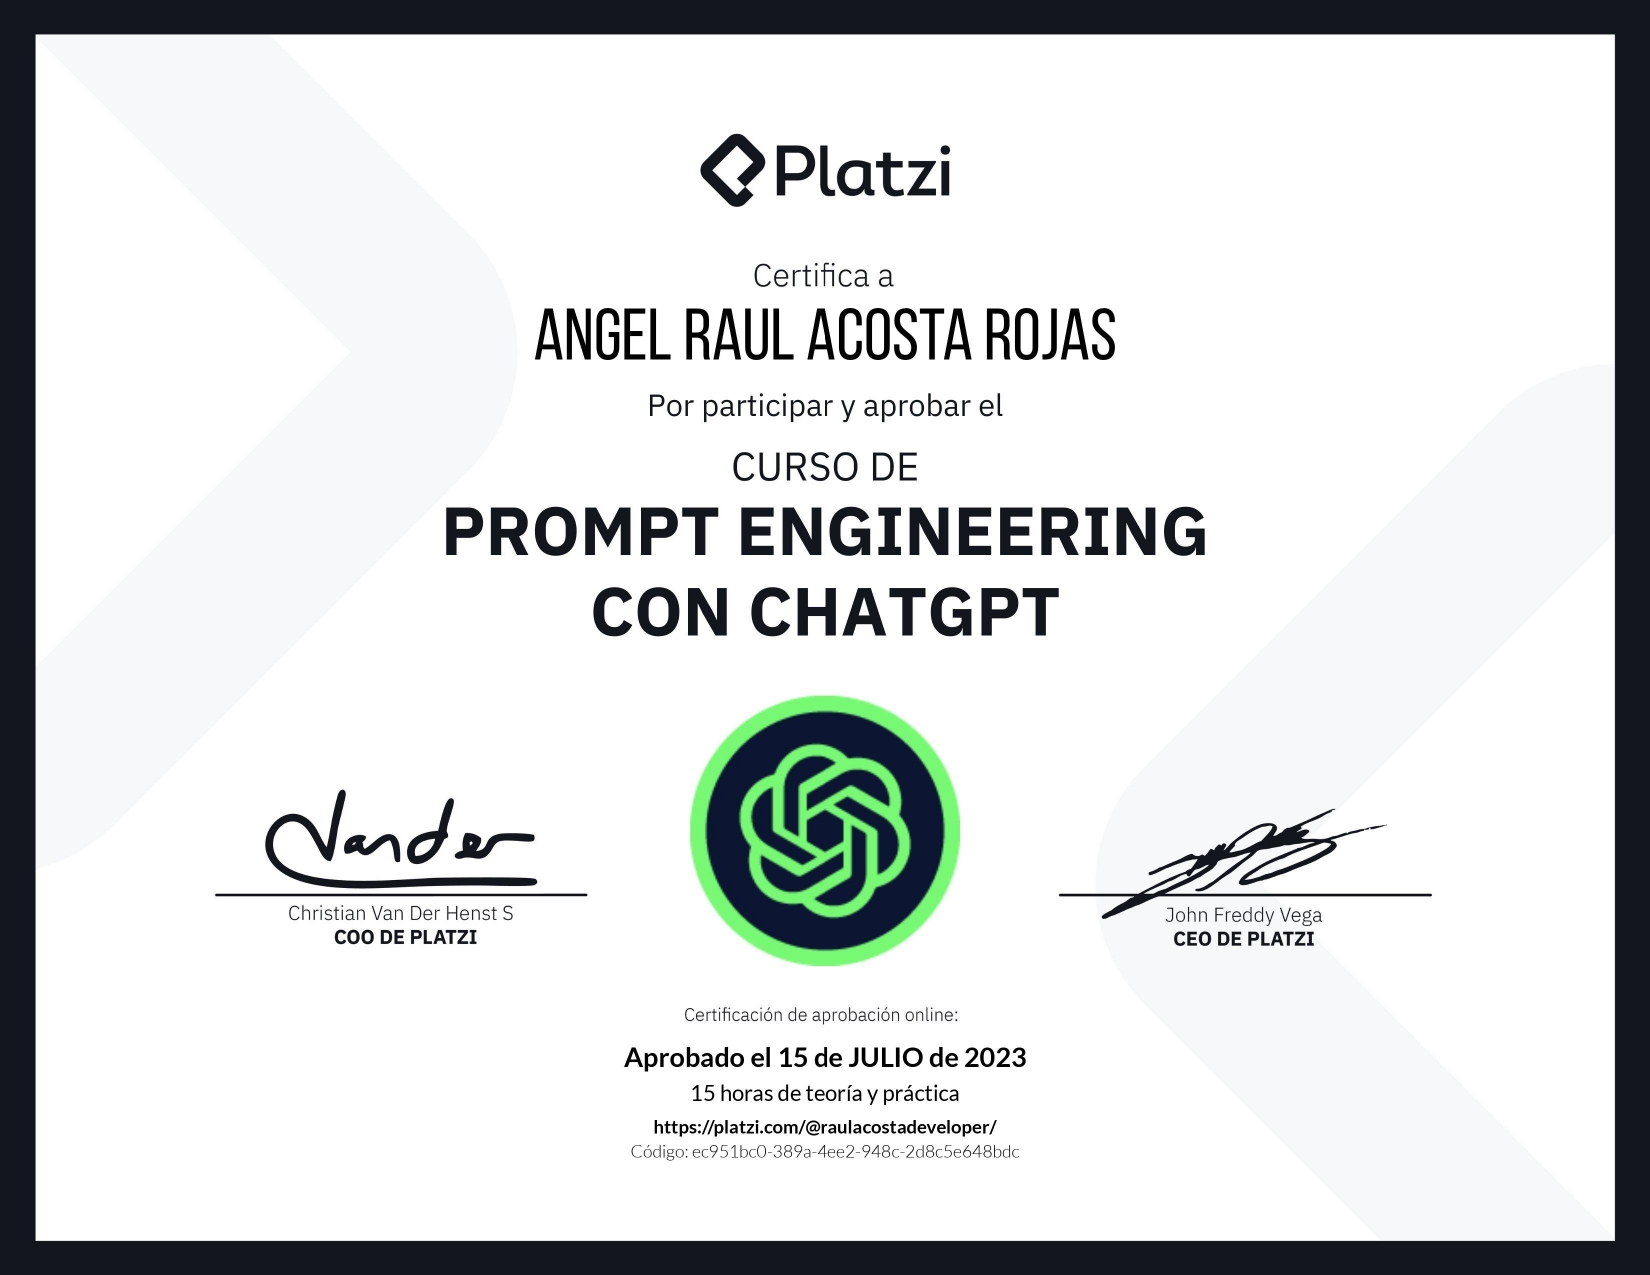 Platzi
Certifica a
ANGEL RAUL ACOSTA ROJAS
Por participar y aprobar el
CURSO DE
PROMPT ENGINEERING
CON CHATGPT
Vander
Christian Van Der Henst S
COO DE PLATZI
John Freddy Vega
CEO DE PLATZI
Certificación de aprobación online:
Aprobado el 15 de JULIO de 2023
15 horas de teoría y práctica
https://platzi.com/@raulacostadeveloper/
Código: ec951bc0-389a-4ee2-948c-2d8c5e648bdc